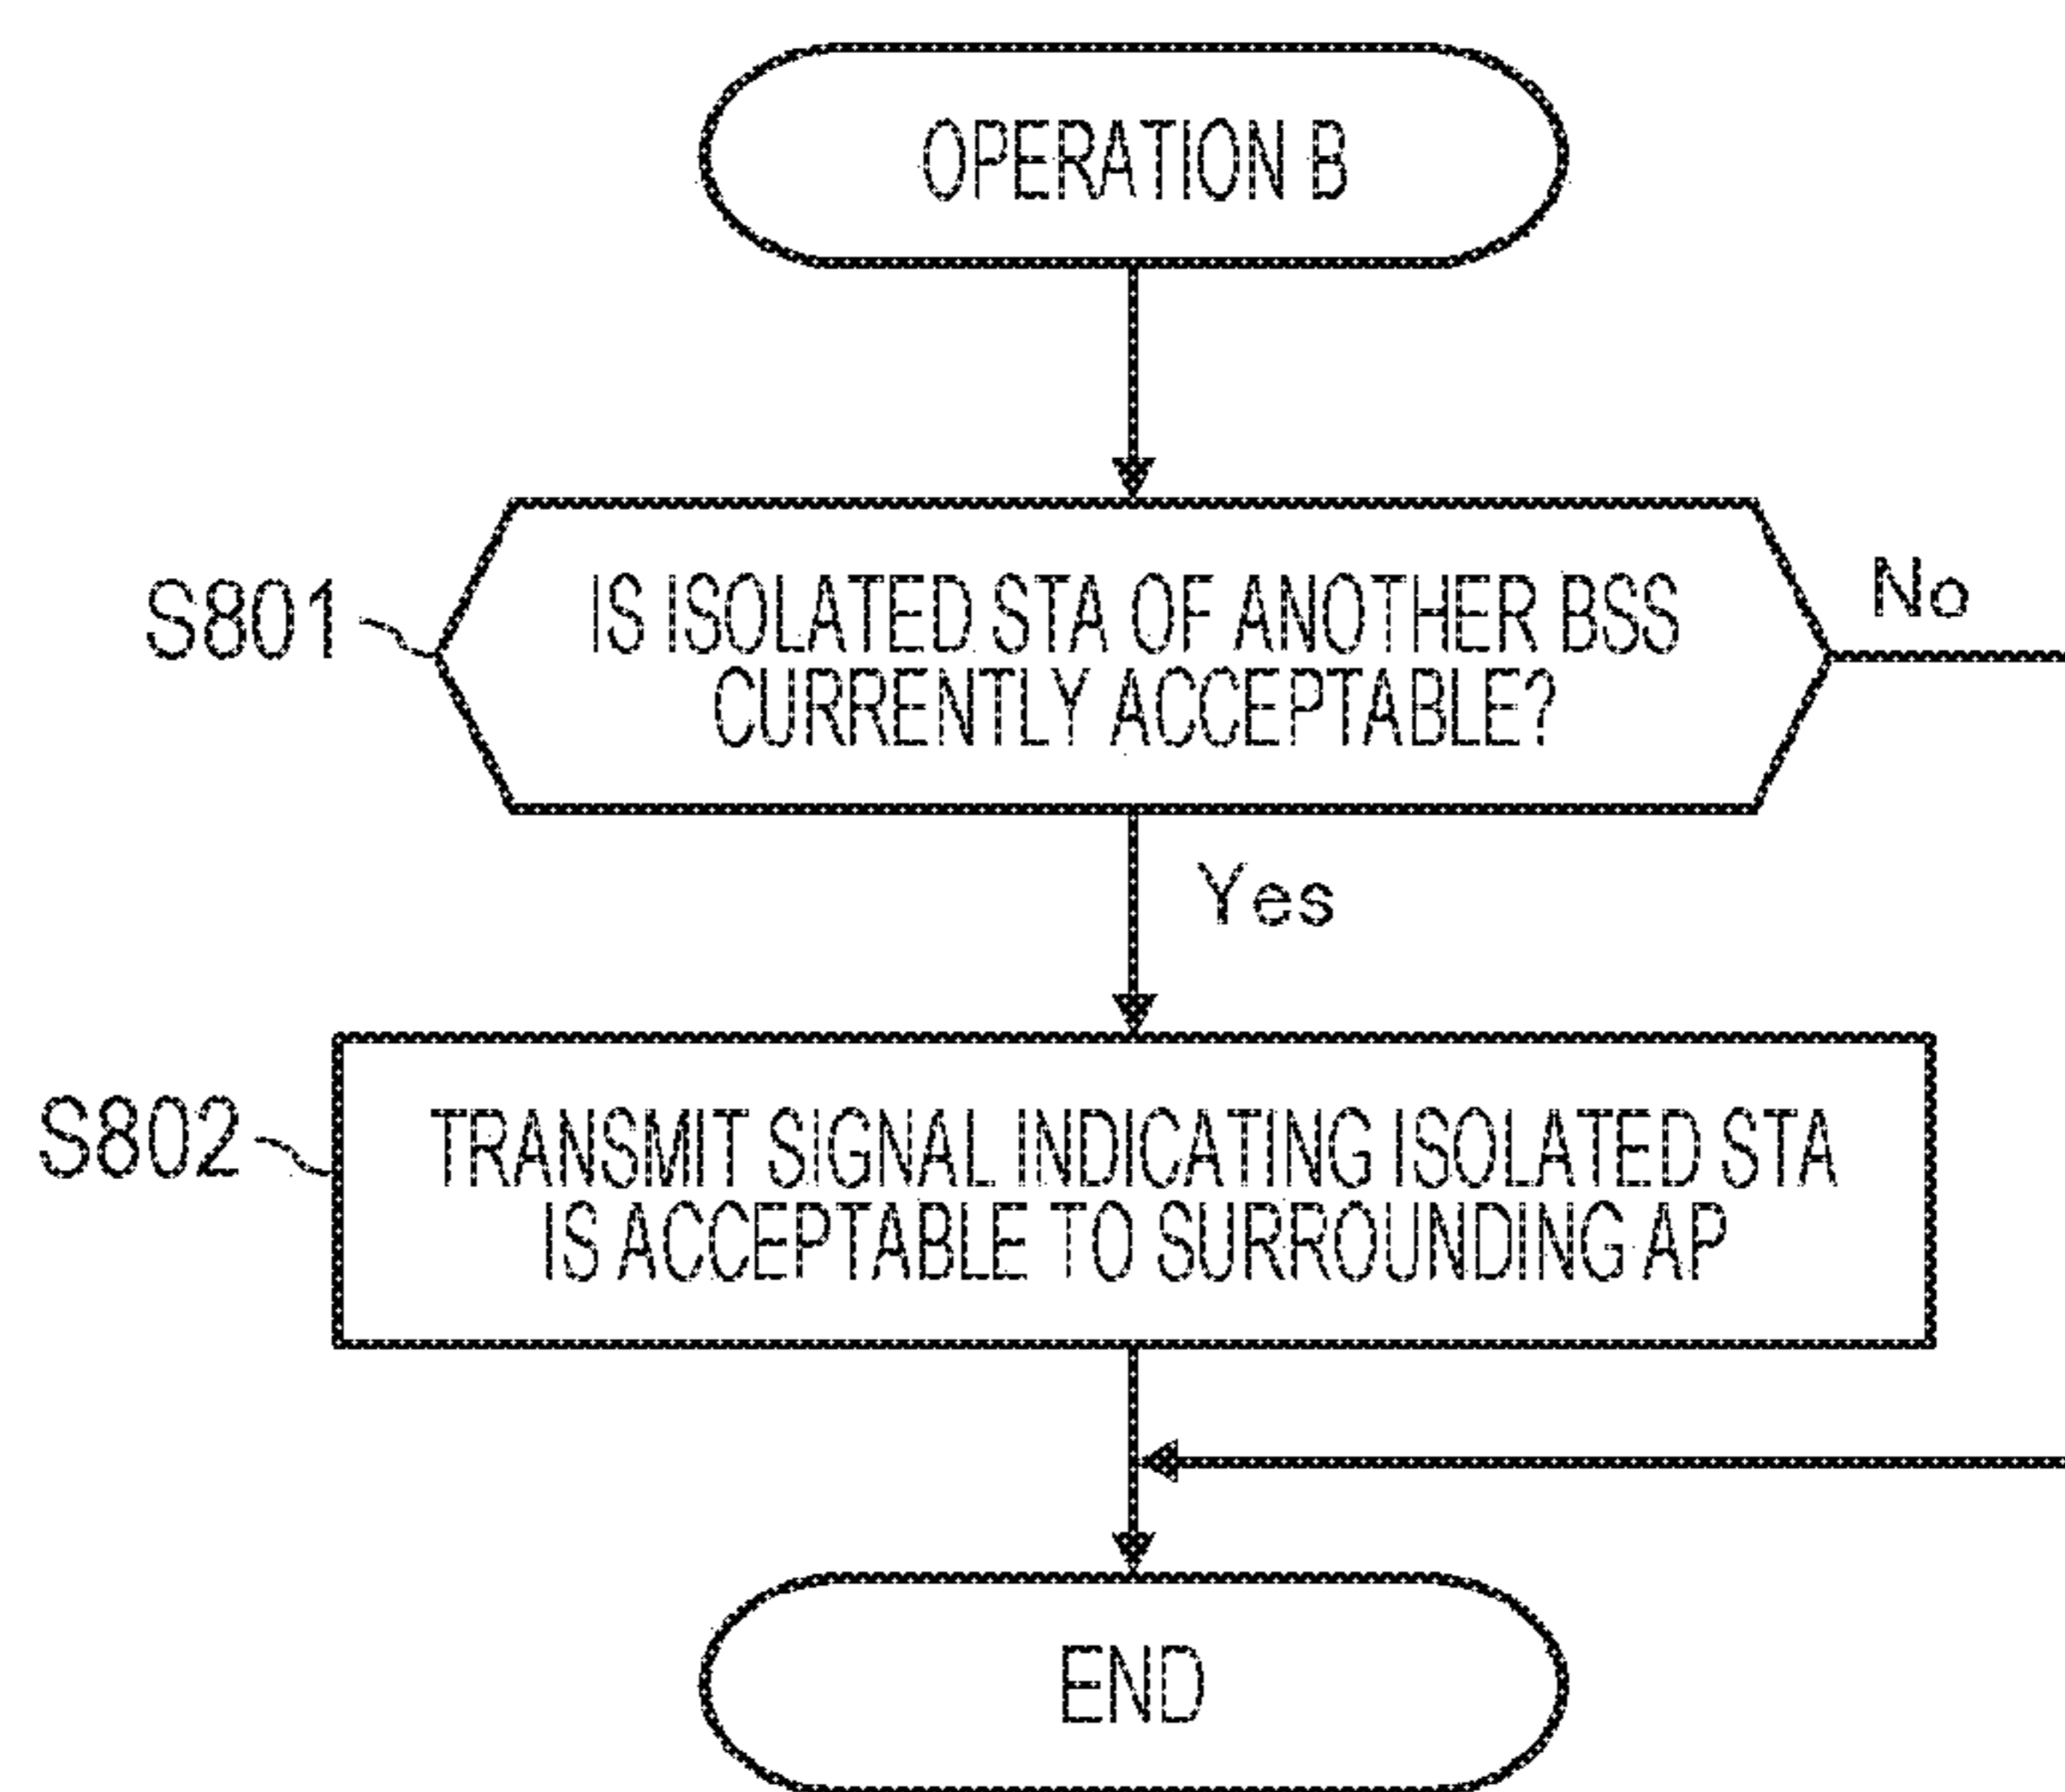 OPERATION B
S801
IS ISOLATED STA OF ANOTHER BSS
CURRENTLY ACCEPTABLE?
No
Yes
S802
TRANSMIT SIGNAL INDICATING ISOLATED STA
IS ACCEPTABLE TO SURROUNDING AP
END